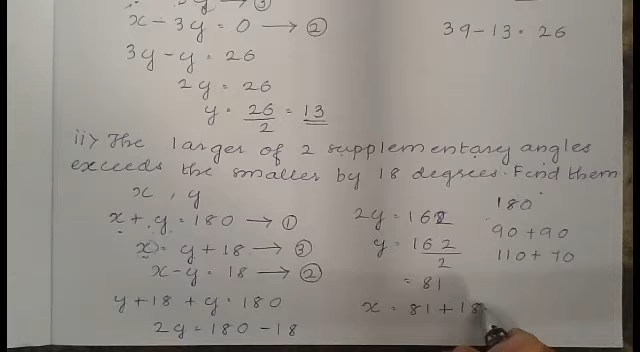 y → ③
x - 3y = 0 → ②
3y - y = 26
2y = 26
y = 26/2 = 13
39 - 13 = 26
ii> The larger of 2 supplementary angles
exceeds the smaller by 18 degrees. Find them
x , y
x + y = 180 → ①
x = y + 18 → ③
x - y = 18 → ②
y + 18 + y = 180
2y = 180 - 18
2y = 162
y = 162/2
= 81
x = 81 + 18
180
90 + 90
110 + 70